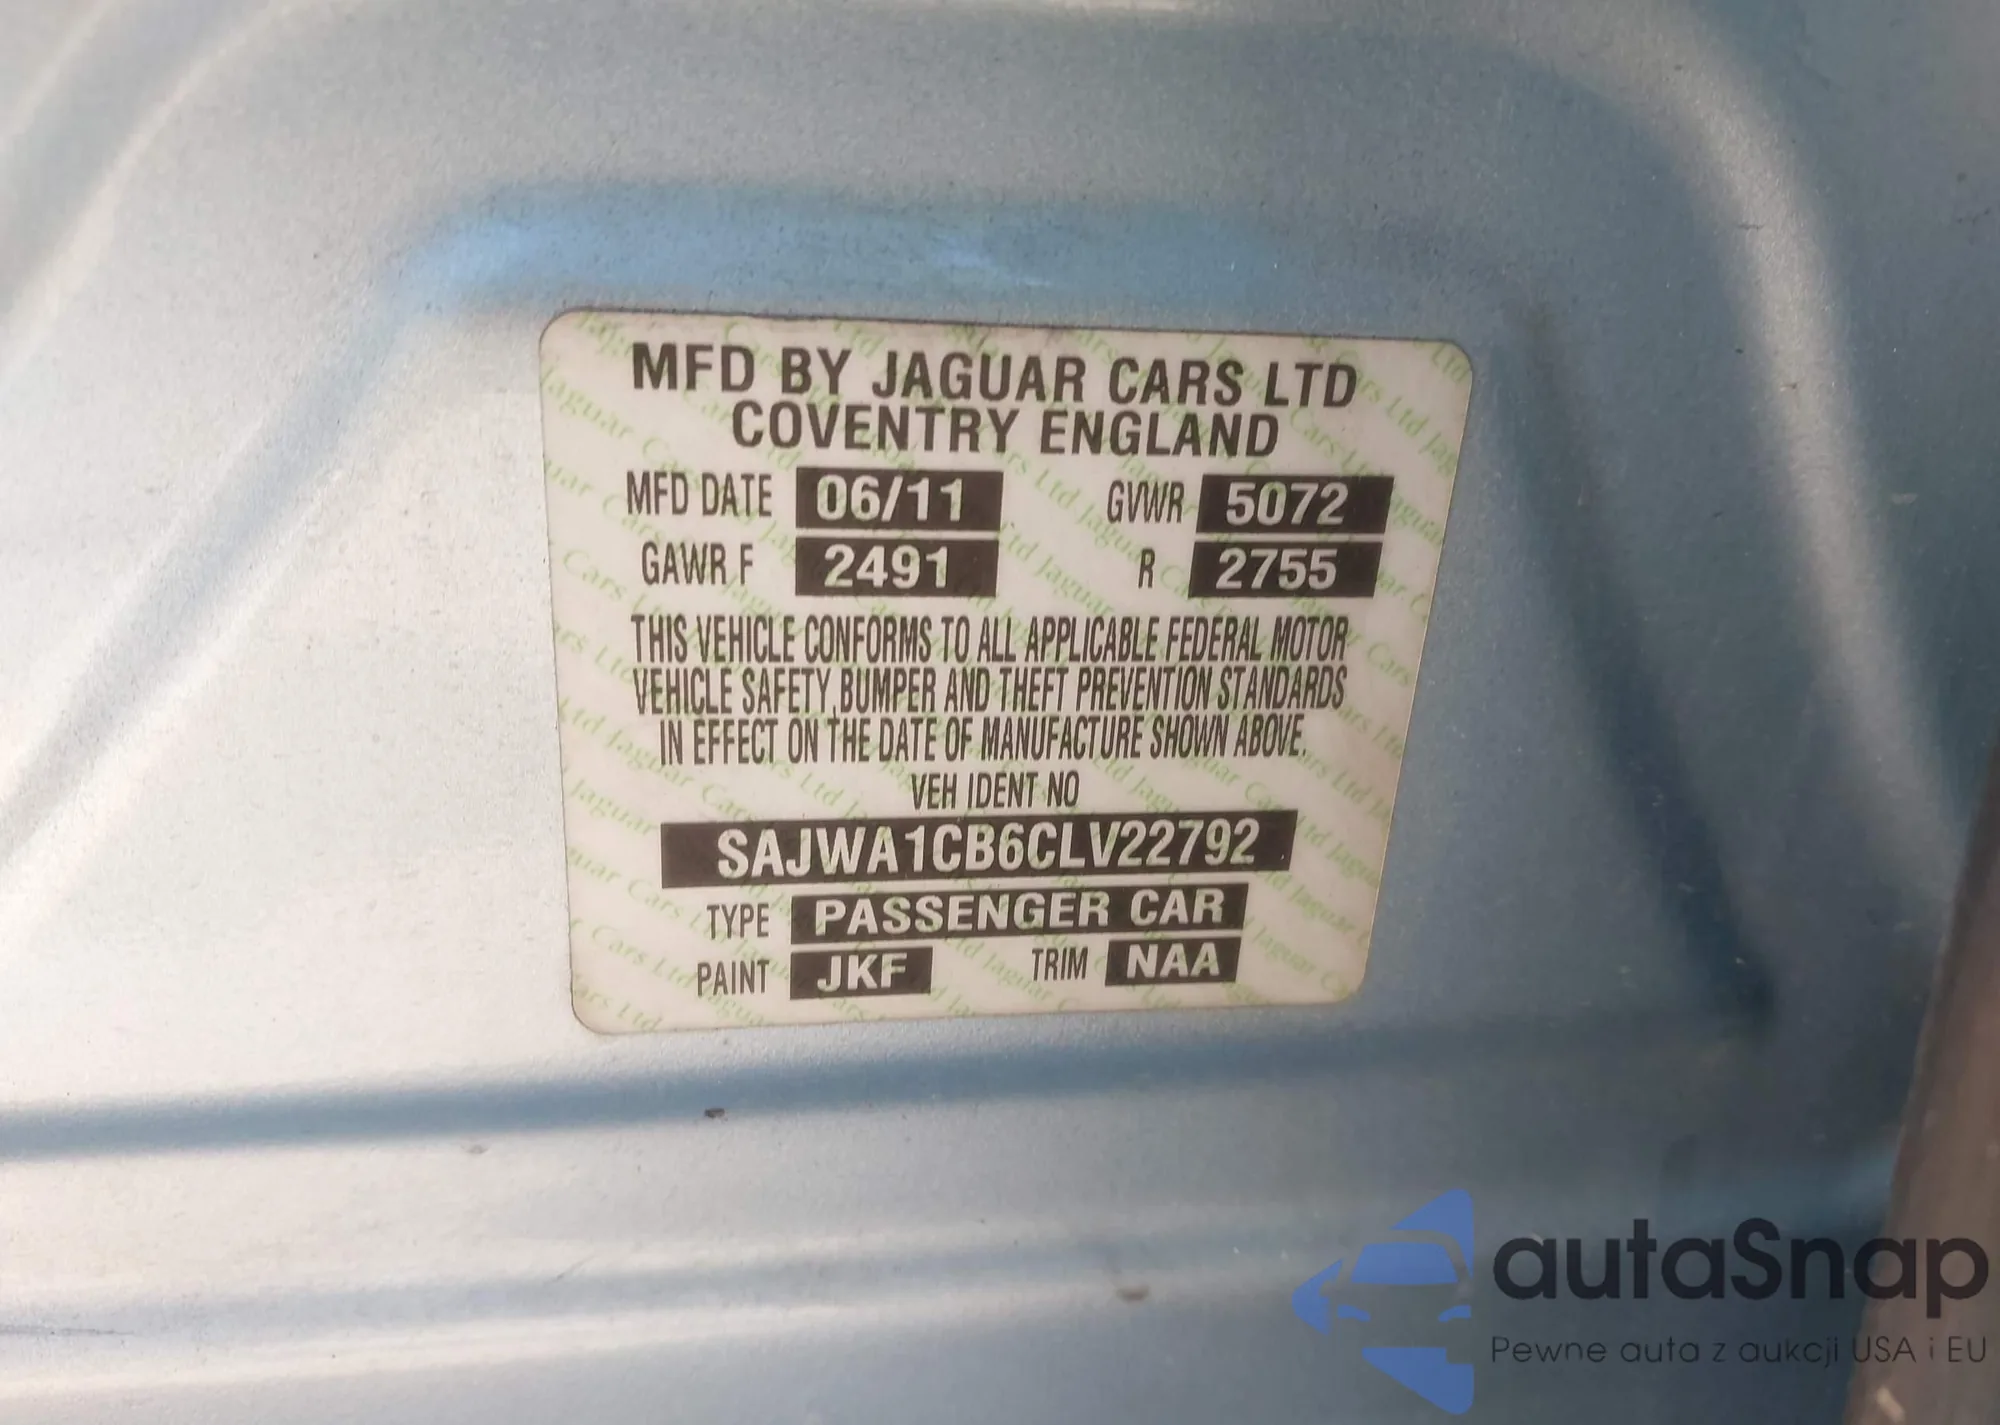 MFD BY JAGUAR CARS LTD
COVENTRY ENGLAND
MFD DATE 06/11 GVWR 5072
GAWR F 2491 R 2755
THIS VEHICLE CONFORMS TO ALL APPLICABLE FEDERAL MOTOR
VEHICLE SAFETY, BUMPER AND THEFT PREVENTION STANDARDS
IN EFFECT ON THE DATE OF MANUFACTURE SHOWN ABOVE.
VEH IDENT NO
SAJWA1CB6CLV22792
TYPE PASSENGER CAR
PAINT JKF TRIM NAA
autaSnap
Pewne auta z aukcji USA i EU